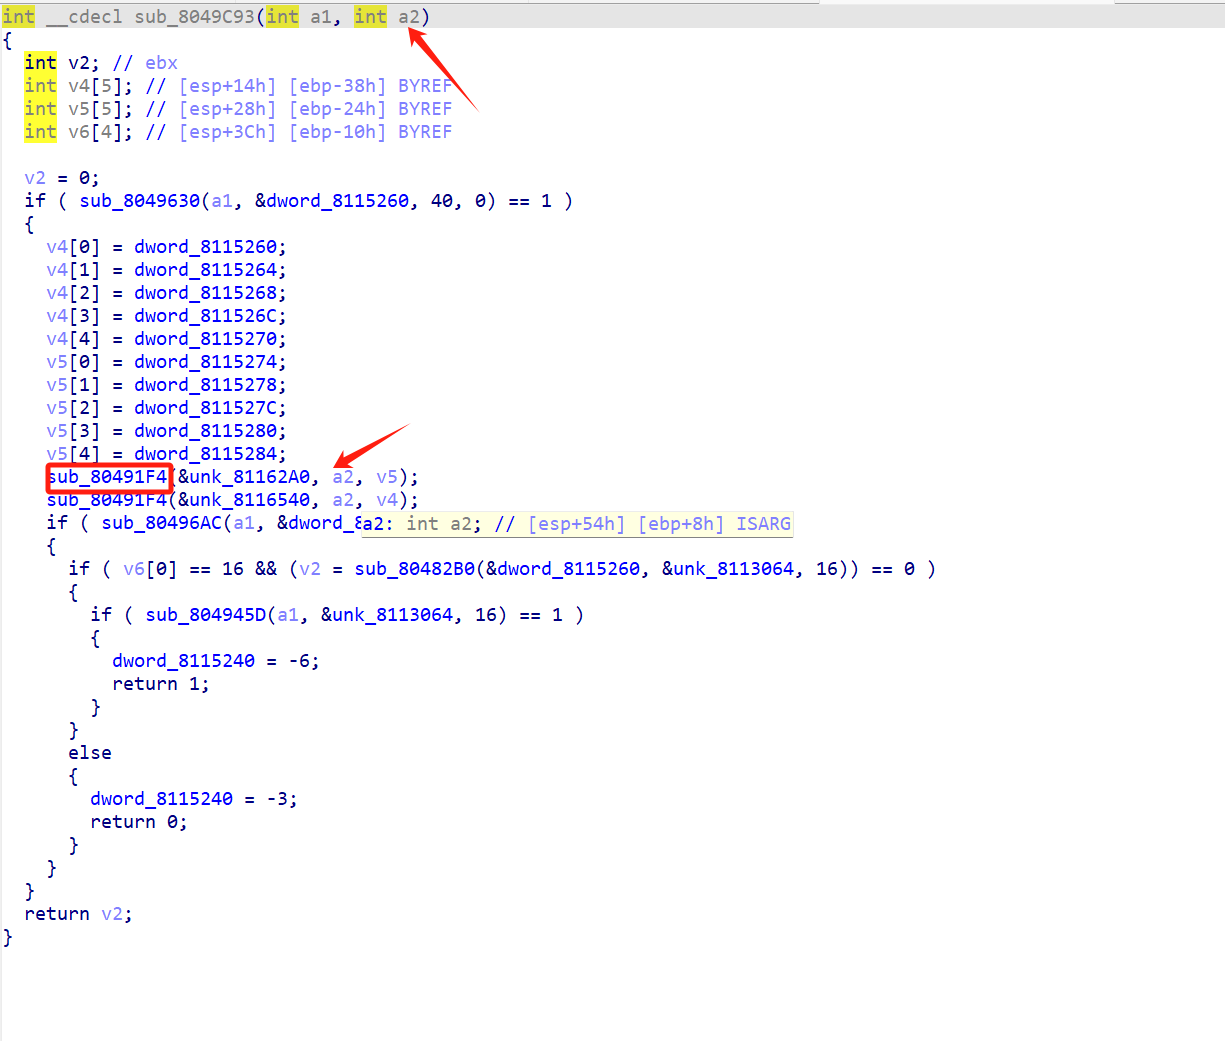 int __cdecl sub_8049C93(int a1, int a2)
{
  int v2; // ebx
  int v4[5]; // [esp+14h] [ebp-38h] BYREF
  int v5[5]; // [esp+28h] [ebp-24h] BYREF
  int v6[4]; // [esp+3Ch] [ebp-10h] BYREF

  v2 = 0;
  if ( sub_8049630(a1, &dword_8115260, 40, 0) == 1 )
  {
    v4[0] = dword_8115260;
    v4[1] = dword_8115264;
    v4[2] = dword_8115268;
    v4[3] = dword_811526C;
    v4[4] = dword_8115270;
    v5[0] = dword_8115274;
    v5[1] = dword_8115278;
    v5[2] = dword_811527C;
    v5[3] = dword_8115280;
    v5[4] = dword_8115284;
    sub_80491F4(&unk_81162A0, a2, v5);
    sub_80491F4(&unk_8116540, a2, v4);
    if ( sub_80496AC(a1, &dword_8a2: int a2; // [esp+54h] [ebp+8h] ISARG
    {
      if ( v6[0] == 16 && (v2 = sub_80482B0(&dword_8115260, &unk_8113064, 16)) == 0 )
      {
        if ( sub_804945D(a1, &unk_8113064, 16) == 1 )
        {
          dword_8115240 = -6;
          return 1;
        }
      }
      else
      {
        dword_8115240 = -3;
        return 0;
      }
    }
  }
  return v2;
}